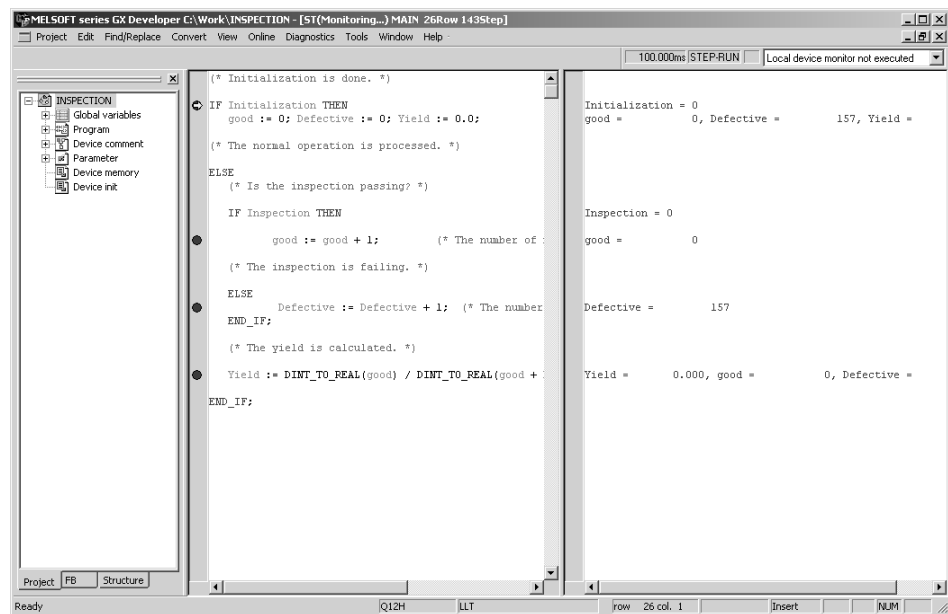 MELSOFT series GX Developer C:\Work\INSPECTION - [ST(Monitoring...) MAIN 26Row 143Step]
Project Edit Find/Replace Convert View Online Diagnostics Tools Window Help
100.000ms STEP-RUN Local device monitor not executed
INSPECTION
Global variables
Program
Device comment
Parameter
Device memory
Device init
Project FB Structure
(* Initialization is done. *)
IF Initialization THEN
good := 0; Defective := 0; Yield := 0.0;
(* The normal operation is processed. *)
ELSE
(* Is the inspection passing? *)
IF Inspection THEN
good := good + 1; (* The number of
(* The inspection is failing. *)
ELSE
Defective := Defective + 1; (* The number
END_IF;
(* The yield is calculated. *)
Yield := DINT_TO_REAL(good) / DINT_TO_REAL(good +
END_IF;
Initialization = 0
good = 0, Defective = 157, Yield =
Inspection = 0
good = 0
Defective = 157
Yield = 0.000, good = 0, Defective =
Ready Q12H LLT row 26 col. 1 Insert NUM